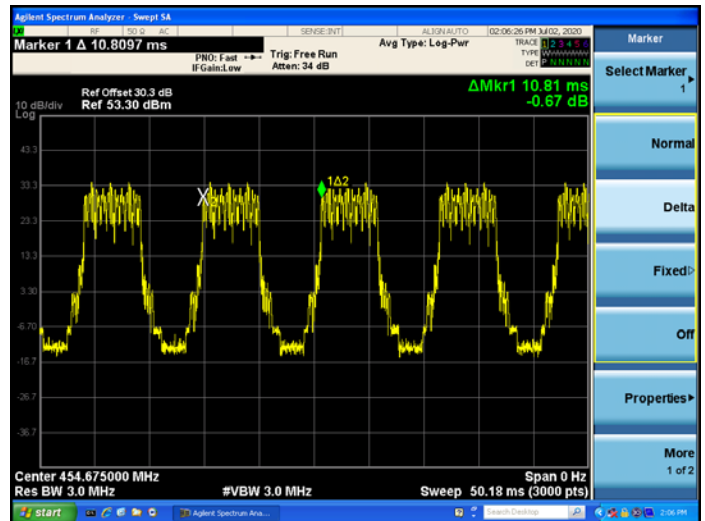 Agilent Spectrum Analyzer - Swept SA
RF 50 Ω AC SENSE:INT ALIGN AUTO 02:06:26 PM Jul 02, 2020
Marker 1 Δ 10.8097 ms
PNO: Fast
IFGain:Low
Trig: Free Run
Atten: 34 dB
Avg Type: Log-Pwr
TRACE 1 2 3 4 5 6
TYPE
DET P N N N N N
Marker
Select Marker
1
Normal
Delta
Fixed
Off
Properties
More
1 of 2
ΔMkr1 10.81 ms
-0.67 dB
Ref Offset 30.3 dB
10 dB/div Ref 53.30 dBm
Log
43.3
33.3
23.3
13.3
3.30
-6.70
-16.7
-26.7
-36.7
1Δ2
Center 454.675000 MHz Span 0 Hz
Res BW 3.0 MHz #VBW 3.0 MHz Sweep 50.18 ms (3000 pts)
start Agilent Spectrum Ana... Search Desktop 2:06 PM